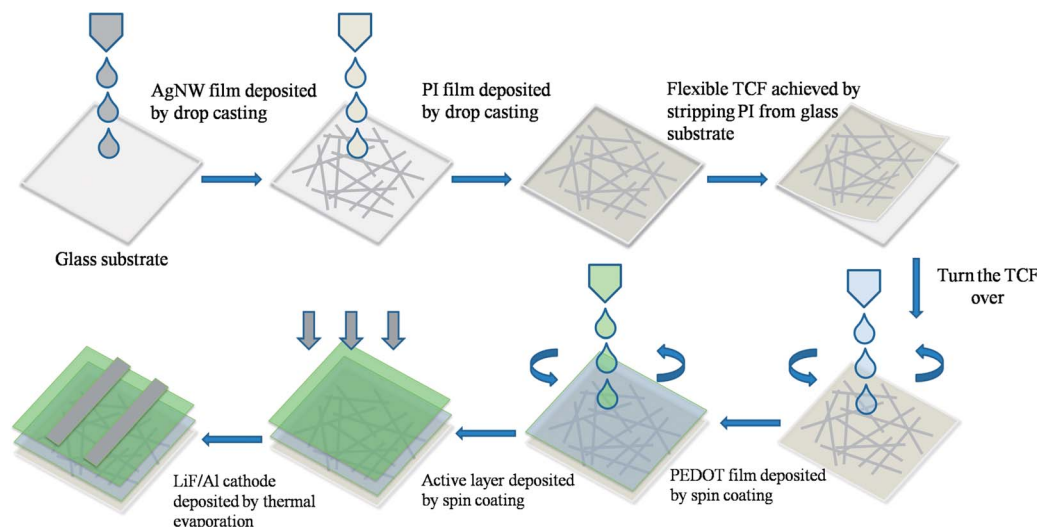 AgNW film deposited
by drop casting
PI film deposited
by drop casting
Flexible TCF achieved by
stripping PI from glass
substrate
Glass substrate
Turn the TCF
over
PEDOT film deposited
by spin coating
Active layer deposited
by spin coating
LiF/Al cathode
deposited by thermal
evaporation